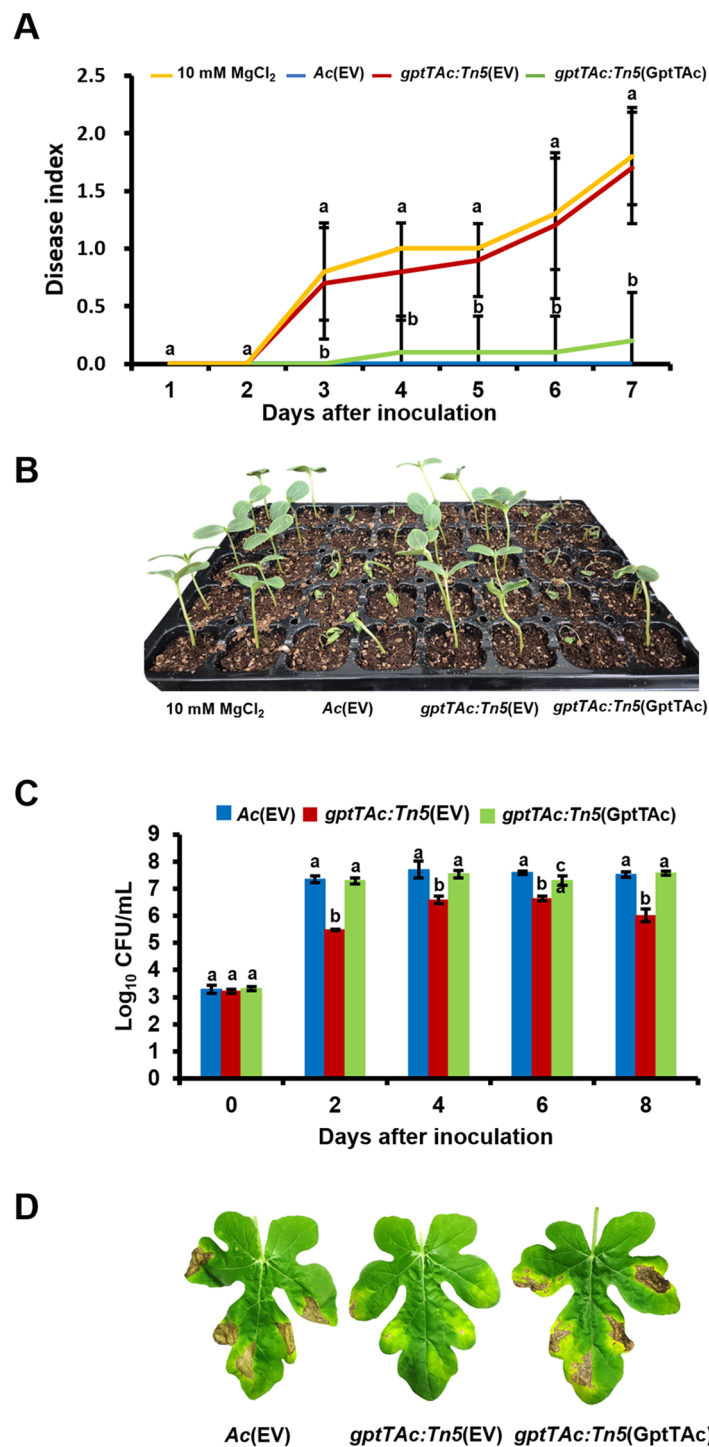 A
10 mM MgCl₂ Ac(EV) gptTAc:Tn5(EV) gptTAc:Tn5(GptTAc)
2.5
2.0
1.5
1.0
0.5
0.0
Disease index
a a a a a a a
b b b b b
1 2 3 4 5 6 7
Days after inoculation
B
10 mM MgCl₂ Ac(EV) gptTAc:Tn5(EV) gptTAc:Tn5(GptTAc)
C
Ac(EV) gptTAc:Tn5(EV) gptTAc:Tn5(GptTAc)
9
8
7
6
5
4
3
2
1
0
Log₁₀ CFU/mL
a a a a b a a b a a b c a a b a
0 2 4 6 8
Days after inoculation
D
Ac(EV) gptTAc:Tn5(EV) gptTAc:Tn5(GptTAc)